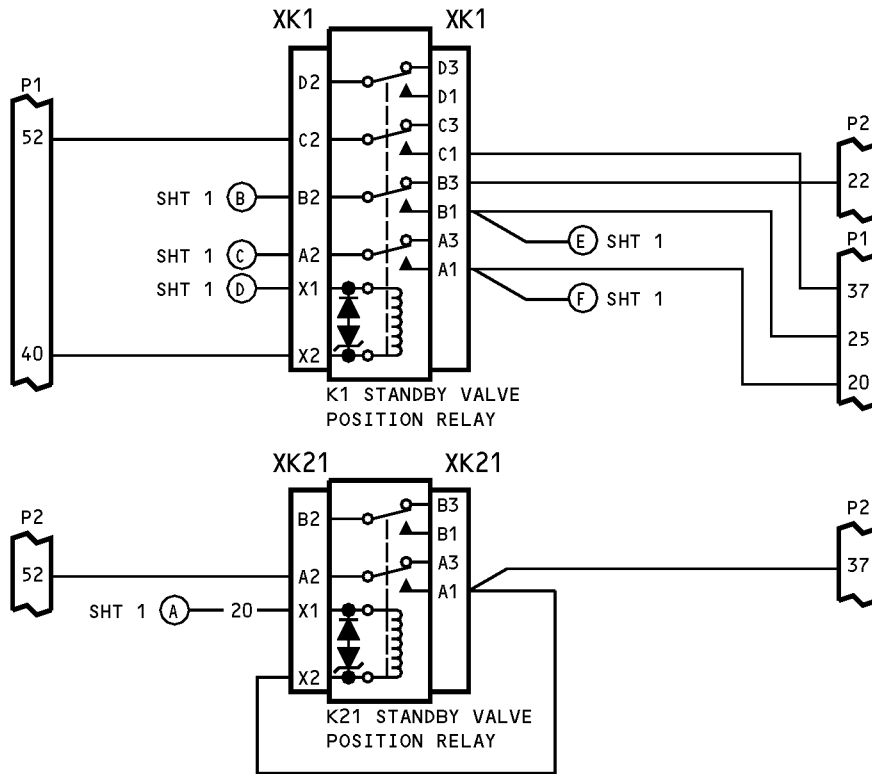 XK1 XK1
P1
D2 D3
D1
52 C2 C3 P2
C1
SHT 1 B B2 B3 22
B1
E SHT 1
SHT 1 C A2 A3 P1
A1
SHT 1 D X1 37
F SHT 1
25
40 X2
20
K1 STANDBY VALVE
POSITION RELAY
XK21 XK21
P2 B2 B3 P2
B1
52 A2 A3 37
A1
SHT 1 A 20 X1
X2
K21 STANDBY VALVE
POSITION RELAY